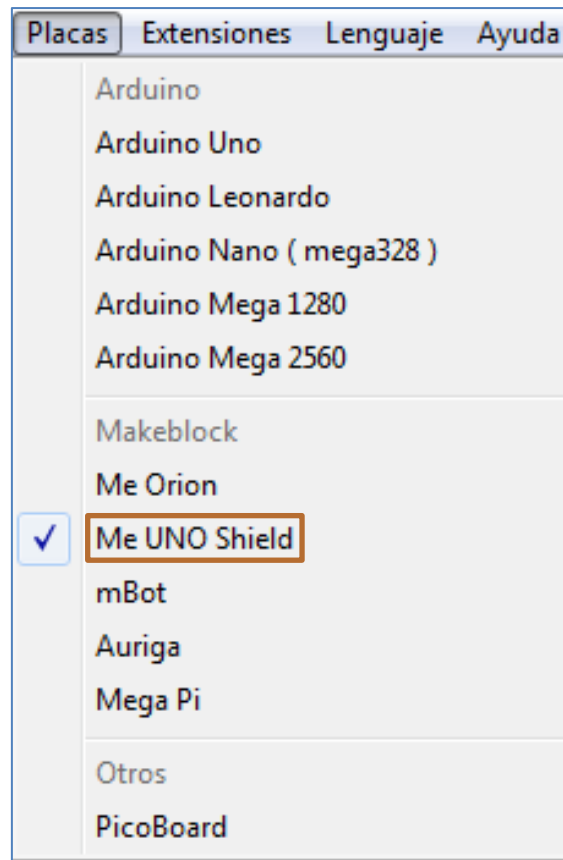 Placas Extensiones Lenguaje Ayuda
Arduino
Arduino Uno
Arduino Leonardo
Arduino Nano ( mega328 )
Arduino Mega 1280
Arduino Mega 2560
Makeblock
Me Orion
Me UNO Shield
mBot
Auriga
Mega Pi
Otros
PicoBoard